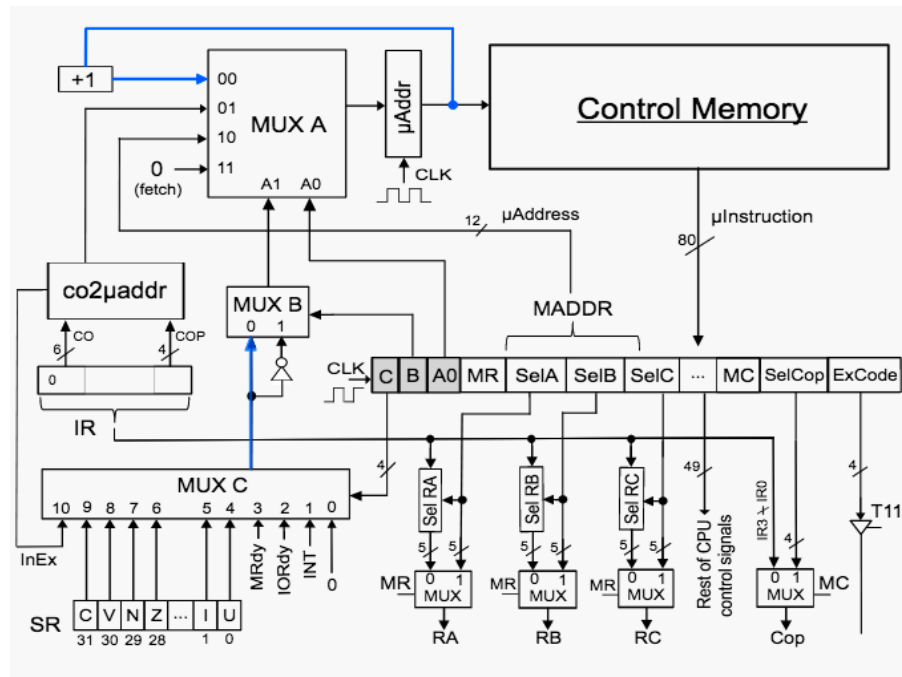 +1
00
01
10
11
MUX A
A1 A0
0
(fetch)
µAddr
CLK
Control Memory
12
µAddress
80
µInstruction
co2µaddr
CO
COP
6
4
0
IR
MUX B
0 1
MADDR
CLK
C B A0 MR SelA SelB SelC ... MC SelCop ExCode
4
MUX C
10 9 8 7 6 5 4 3 2 1 0
InEx
MRdy
IORdy
INT
0
SR
C V N Z ... I U
31 30 29 28 1 0
Sel RA
Sel RB
Sel RC
5 5 5 5 5 5
49
Rest of CPU
control signals
IR3 ⊀ IR0
4
4
T11
MR 0 1 MUX
MR 0 1 MUX
MR 0 1 MUX
0 1 MUX MC
RA
RB
RC
Cop